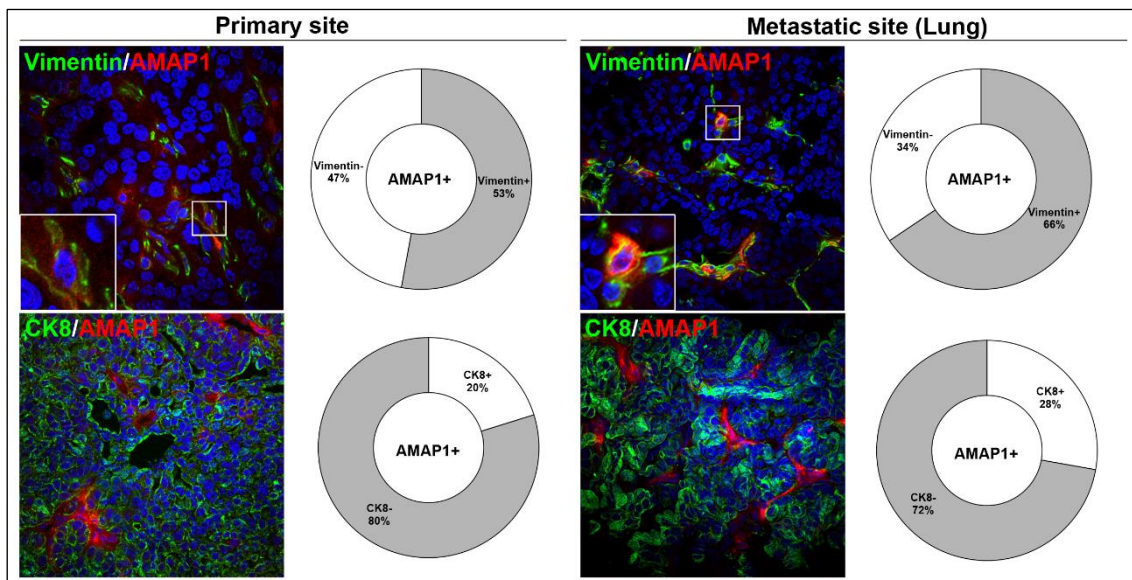 Primary site
Metastatic site (Lung)
Vimentin/AMAP1
Vimentin-
47%
AMAP1+
Vimentin+
53%
Vimentin/AMAP1
Vimentin-
34%
AMAP1+
Vimentin+
66%
CK8/AMAP1
CK8+
20%
AMAP1+
CK8-
80%
CK8/AMAP1
CK8+
28%
AMAP1+
CK8-
72%